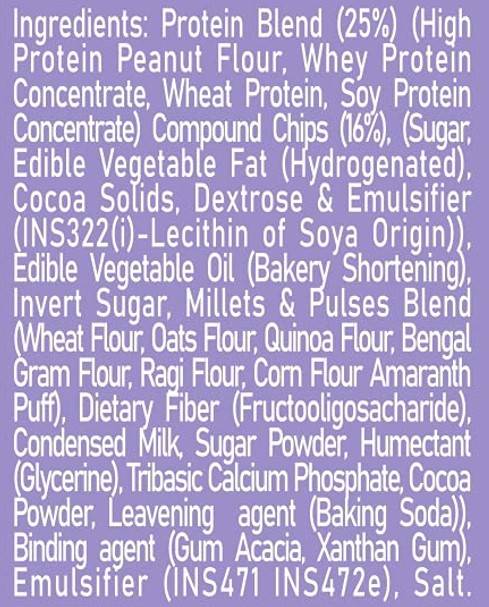 Ingredients: Protein Blend (25%) (High
Protein Peanut Flour, Whey Protein
Concentrate, Wheat Protein, Soy Protein
Concentrate) Compound Chips (16%), (Sugar,
Edible Vegetable Fat (Hydrogenated),
Cocoa Solids, Dextrose & Emulsifier
(INS322(i)-Lecithin of Soya Origin)),
Edible Vegetable Oil (Bakery Shortening),
Invert Sugar, Millets & Pulses Blend
(Wheat Flour, Oats Flour, Quinoa Flour, Bengal
Gram Flour, Ragi Flour, Corn Flour Amaranth
Puff), Dietary Fiber (Fructooligosacharide),
Condensed Milk, Sugar Powder, Humectant
(Glycerine), Tribasic Calcium Phosphate, Cocoa
Powder, Leavening agent (Baking Soda)),
Binding agent (Gum Acacia, Xanthan Gum),
Emulsifier (INS471 INS472e), Salt.